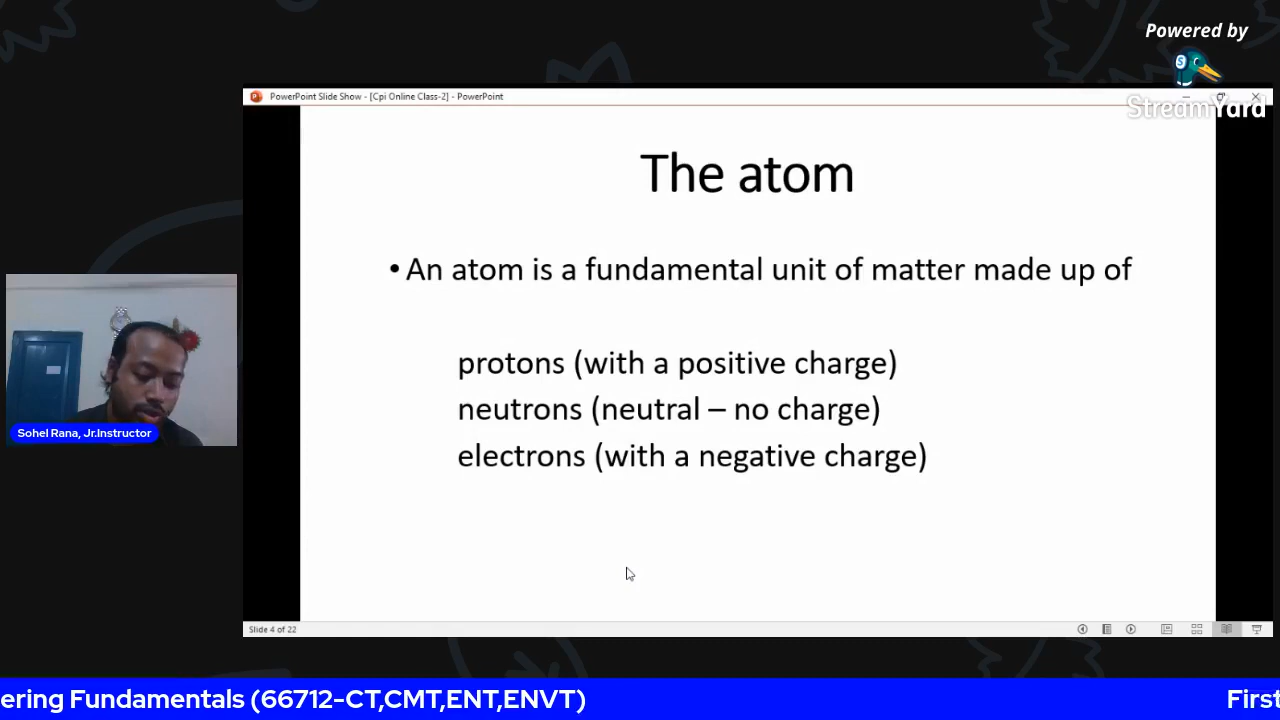 Powered by
StreamYard
PowerPoint Slide Show - [Cpi Online Class-2] - PowerPoint
The atom
• An atom is a fundamental unit of matter made up of
protons (with a positive charge)
neutrons (neutral – no charge)
electrons (with a negative charge)
Sohel Rana, Jr.Instructor
Slide 4 of 22
ering Fundamentals (66712-CT,CMT,ENT,ENVT)
First